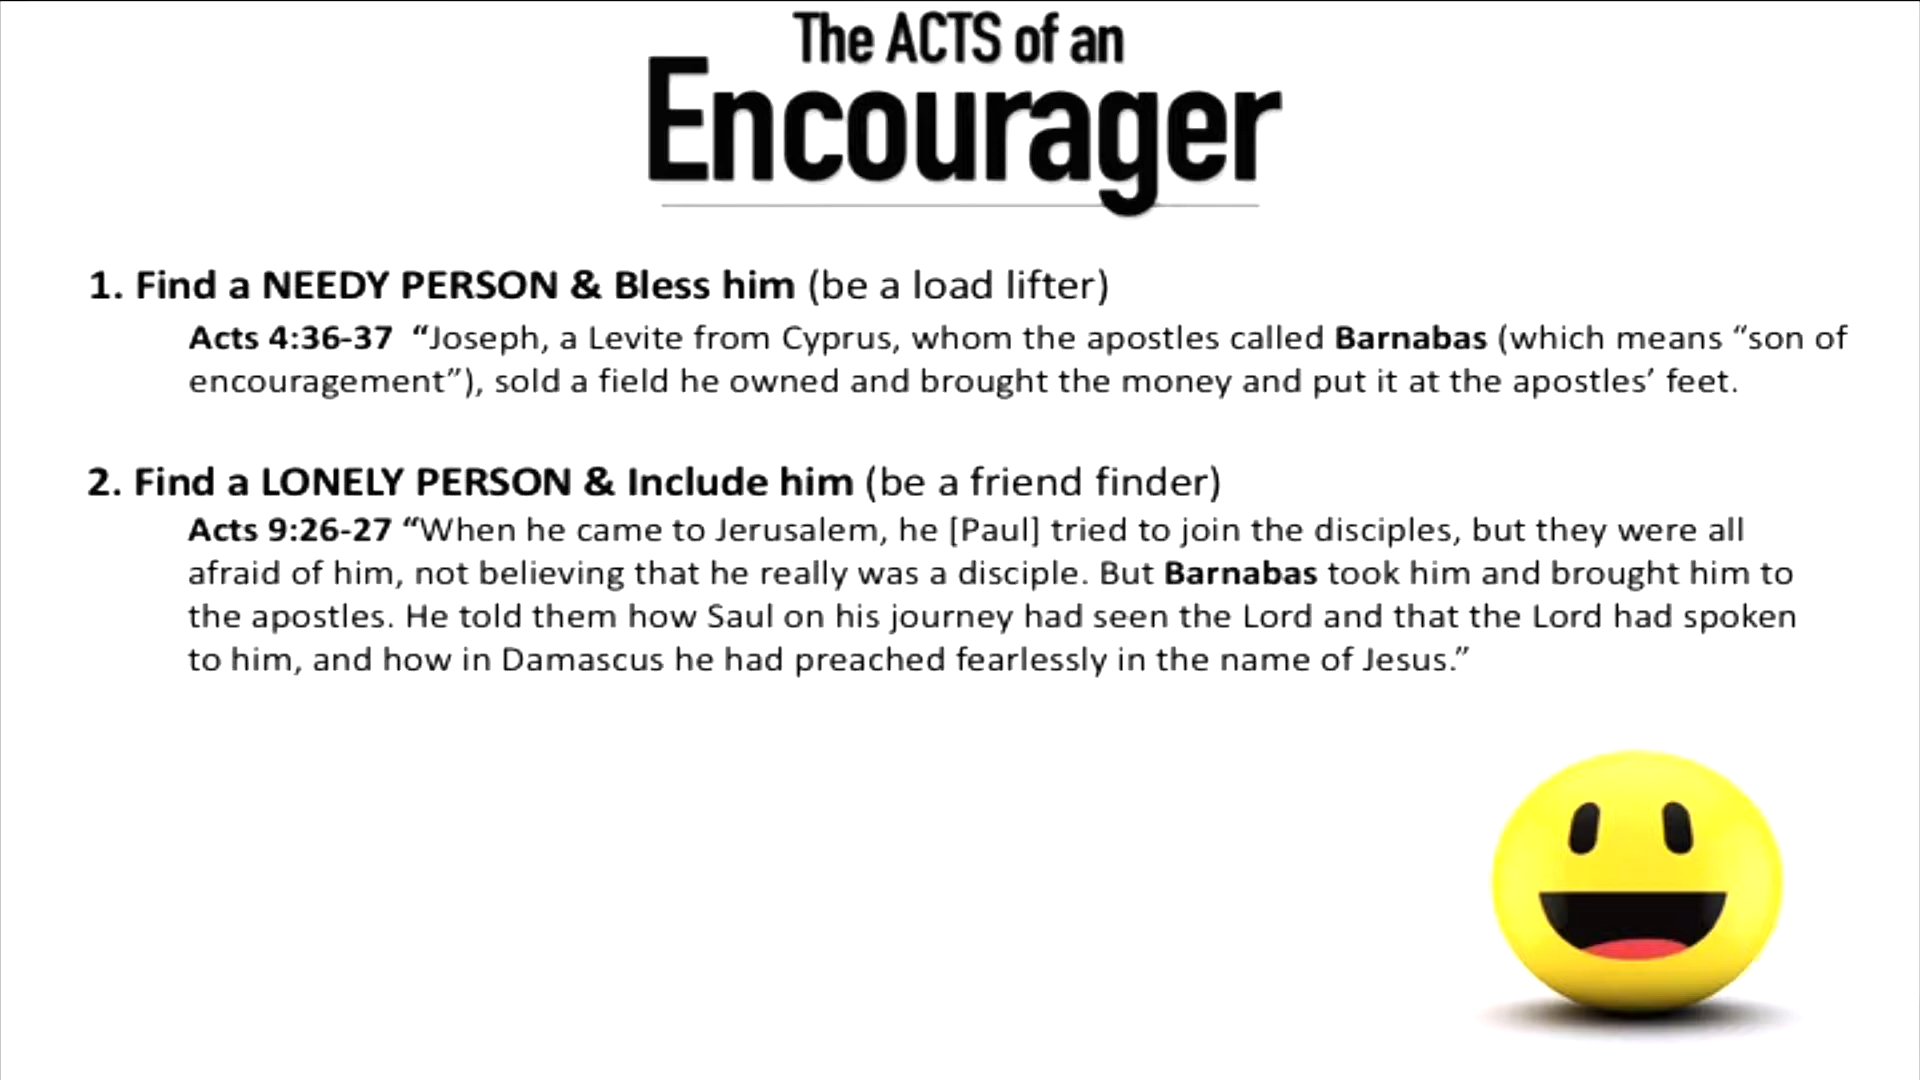 The ACTS of an
Encourager
1. Find a NEEDY PERSON & Bless him (be a load lifter)
Acts 4:36-37 “Joseph, a Levite from Cyprus, whom the apostles called Barnabas (which means “son of
encouragement”), sold a field he owned and brought the money and put it at the apostles’ feet.
2. Find a LONELY PERSON & Include him (be a friend finder)
Acts 9:26-27 “When he came to Jerusalem, he [Paul] tried to join the disciples, but they were all
afraid of him, not believing that he really was a disciple. But Barnabas took him and brought him to
the apostles. He told them how Saul on his journey had seen the Lord and that the Lord had spoken
to him, and how in Damascus he had preached fearlessly in the name of Jesus.”